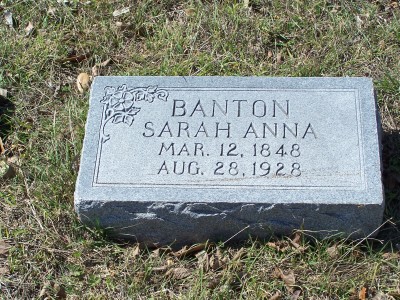 BANTON
SARAH ANNA
MAR. 12, 1848
AUG. 28, 1928